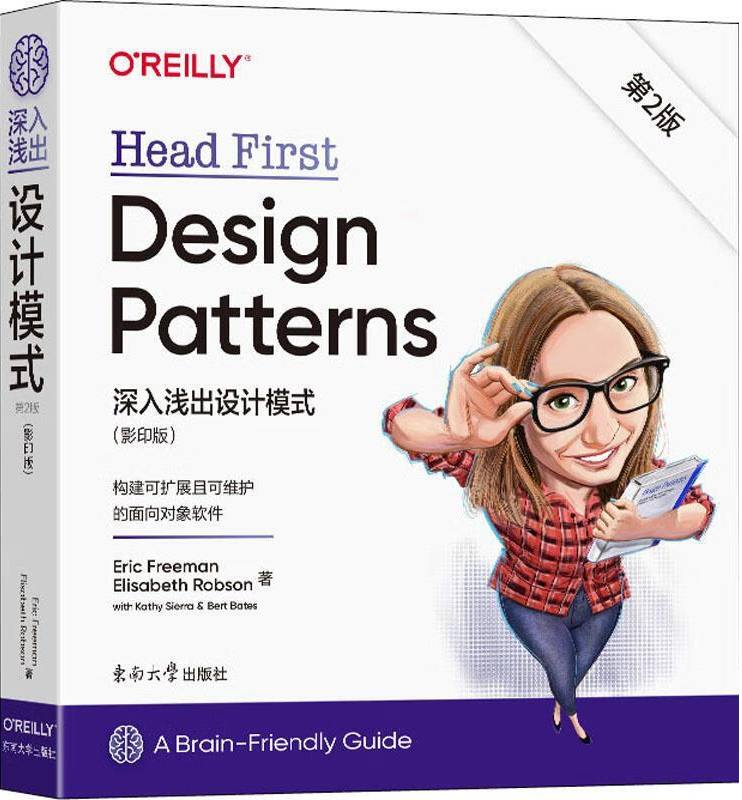 O'REILLY®
第2版
Head First
Design
Patterns
深入浅出设计模式
(影印版)
构建可扩展且可维护
的面向对象软件
Eric Freeman
Elisabeth Robson 著
with Kathy Sierra & Bert Bates
东南大学出版社
A Brain-Friendly Guide
深入
浅出
设计模式
第2版
(影印版)
Eric Freeman
Elisabeth Robson 著
O'REILLY®
东南大学出版社